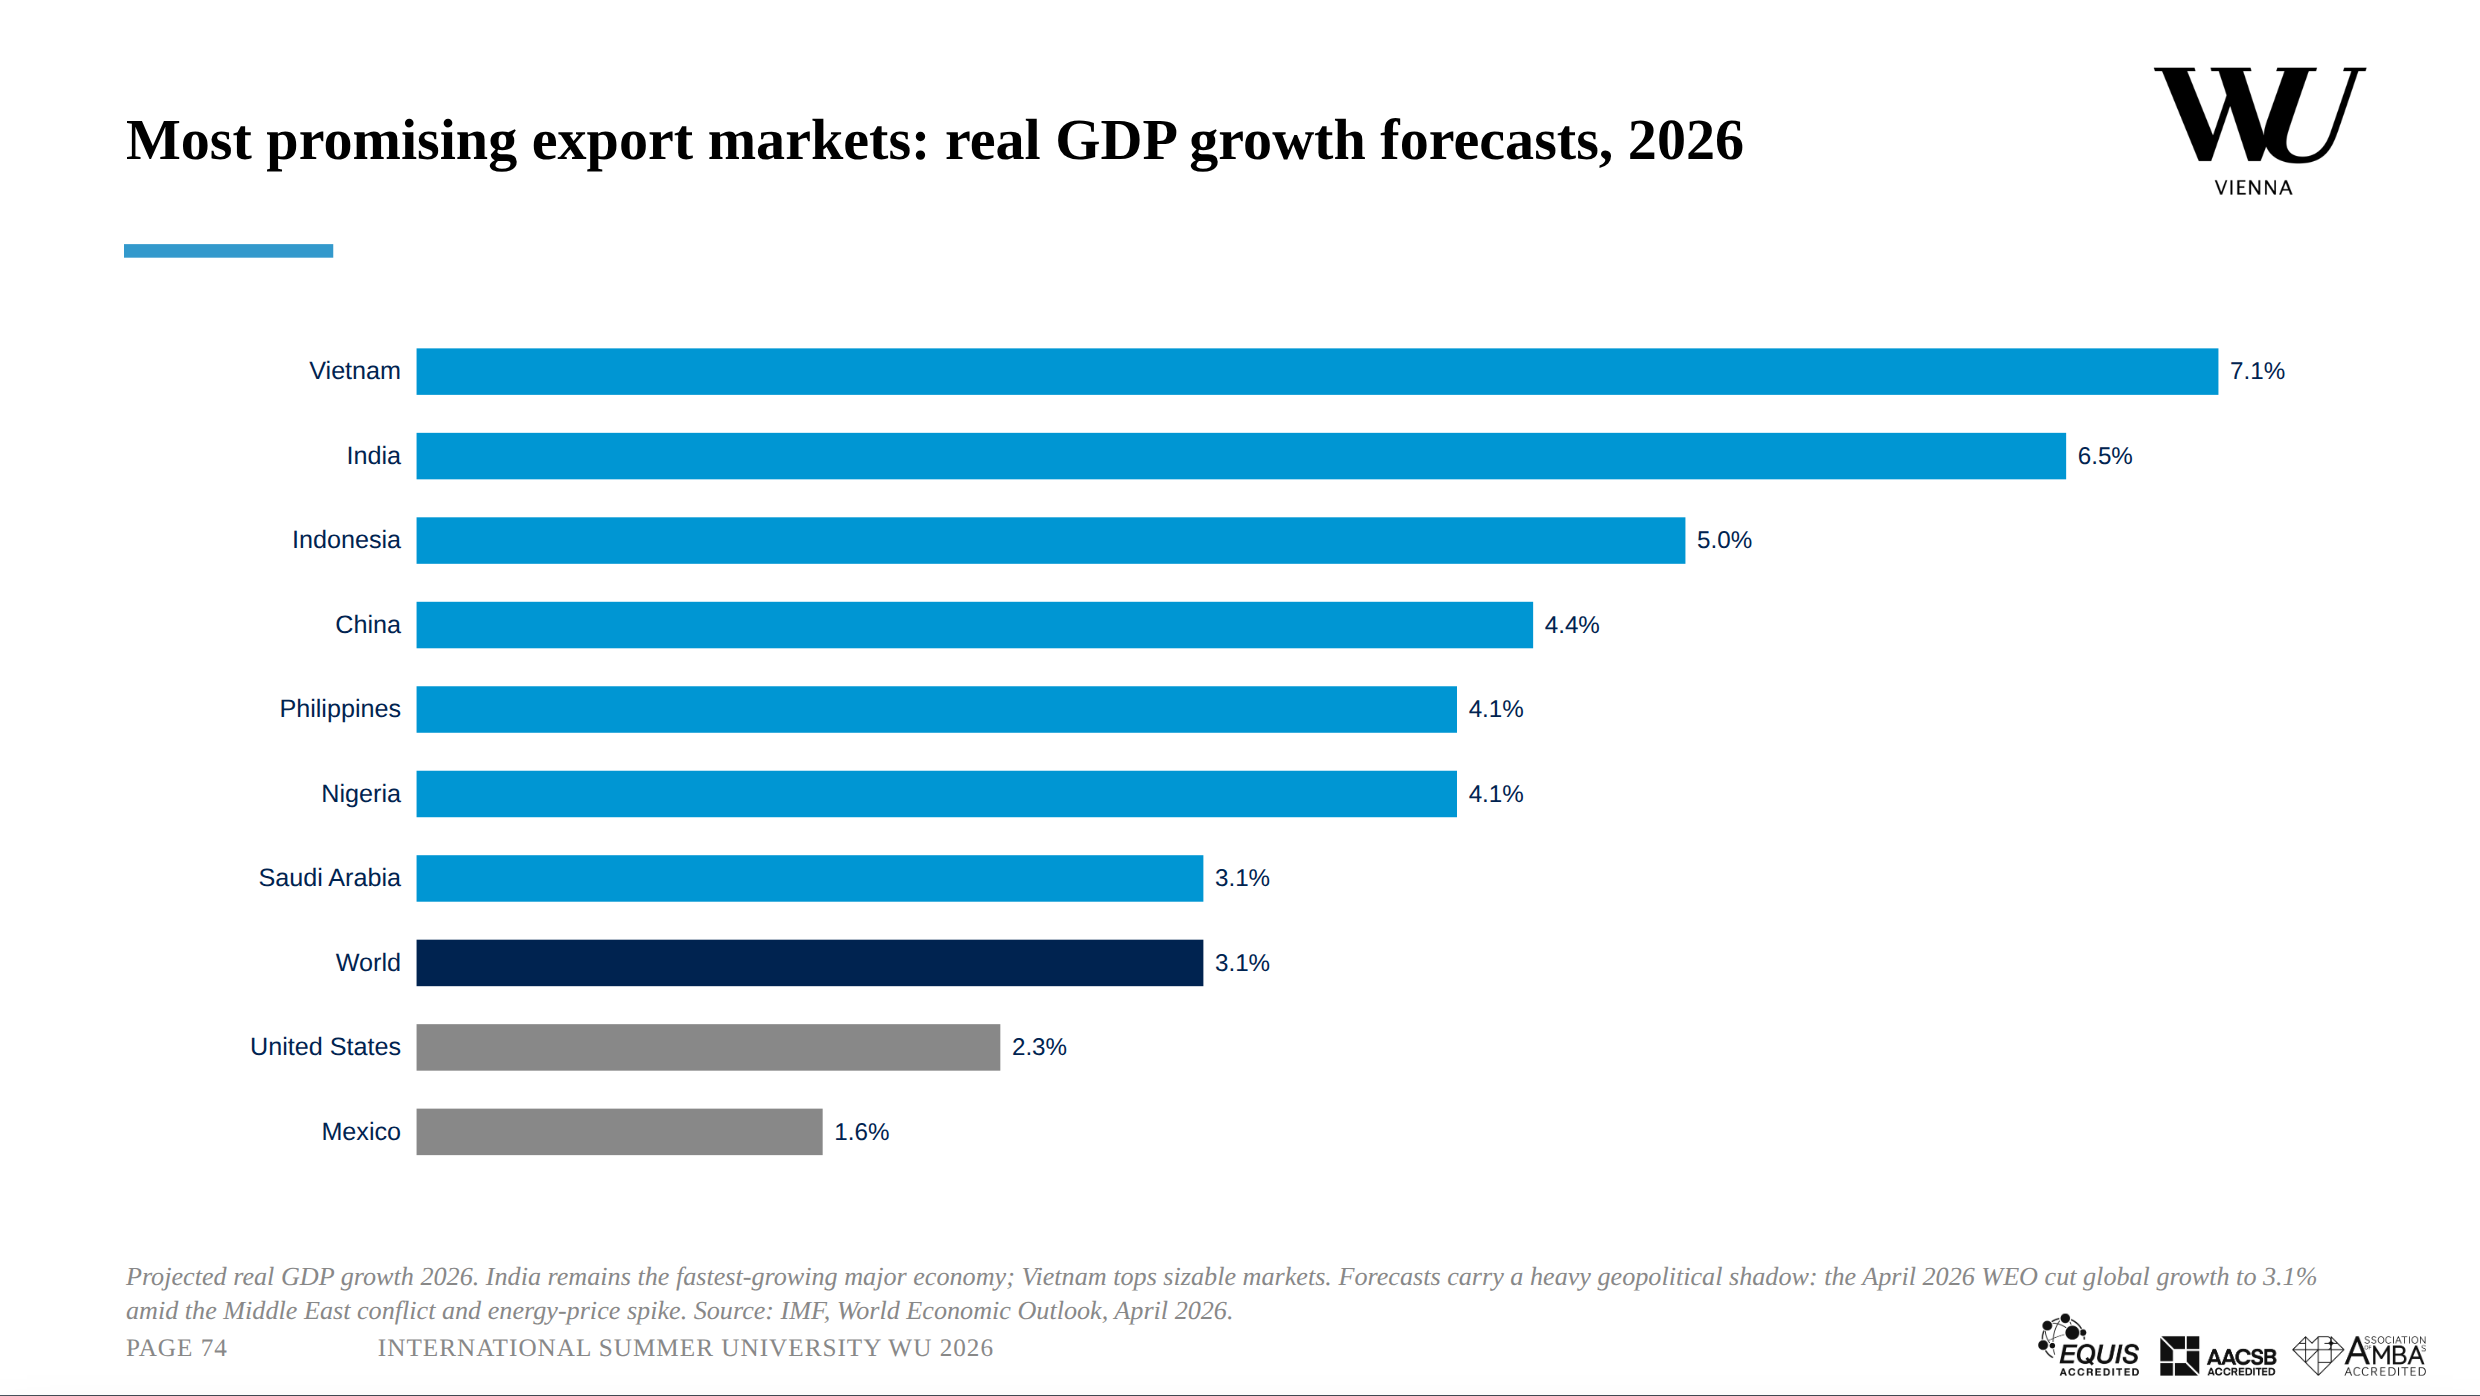 Most promising export markets: real GDP growth forecasts, 2026
WU
VIENNA
Vietnam 7.1%
India 6.5%
Indonesia 5.0%
China 4.4%
Philippines 4.1%
Nigeria 4.1%
Saudi Arabia 3.1%
World 3.1%
United States 2.3%
Mexico 1.6%
Projected real GDP growth 2026. India remains the fastest-growing major economy; Vietnam tops sizable markets. Forecasts carry a heavy geopolitical shadow: the April 2026 WEO cut global growth to 3.1%
amid the Middle East conflict and energy-price spike. Source: IMF, World Economic Outlook, April 2026.
PAGE 74 INTERNATIONAL SUMMER UNIVERSITY WU 2026
EQUIS
ACCREDITED
AACSB
ACCREDITED
ASSOCIATION
OF
AMBAS
ACCREDITED